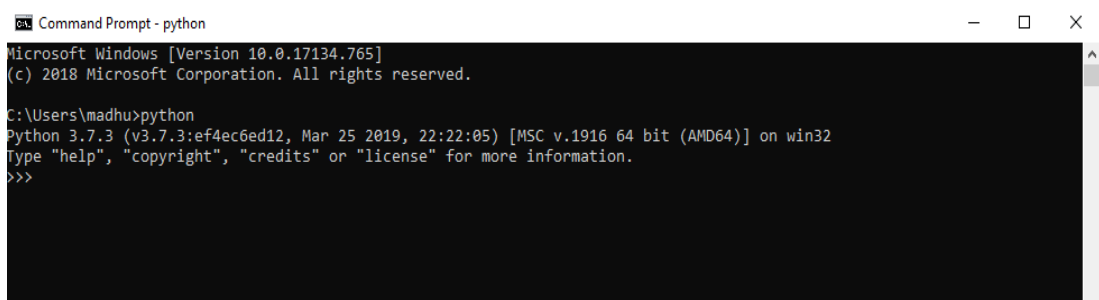 Command Prompt - python
Microsoft Windows [Version 10.0.17134.765]
(c) 2018 Microsoft Corporation. All rights reserved.
C:\Users\madhu>python
Python 3.7.3 (v3.7.3:ef4ec6ed12, Mar 25 2019, 22:22:05) [MSC v.1916 64 bit (AMD64)] on win32
Type "help", "copyright", "credits" or "license" for more information.
>>>